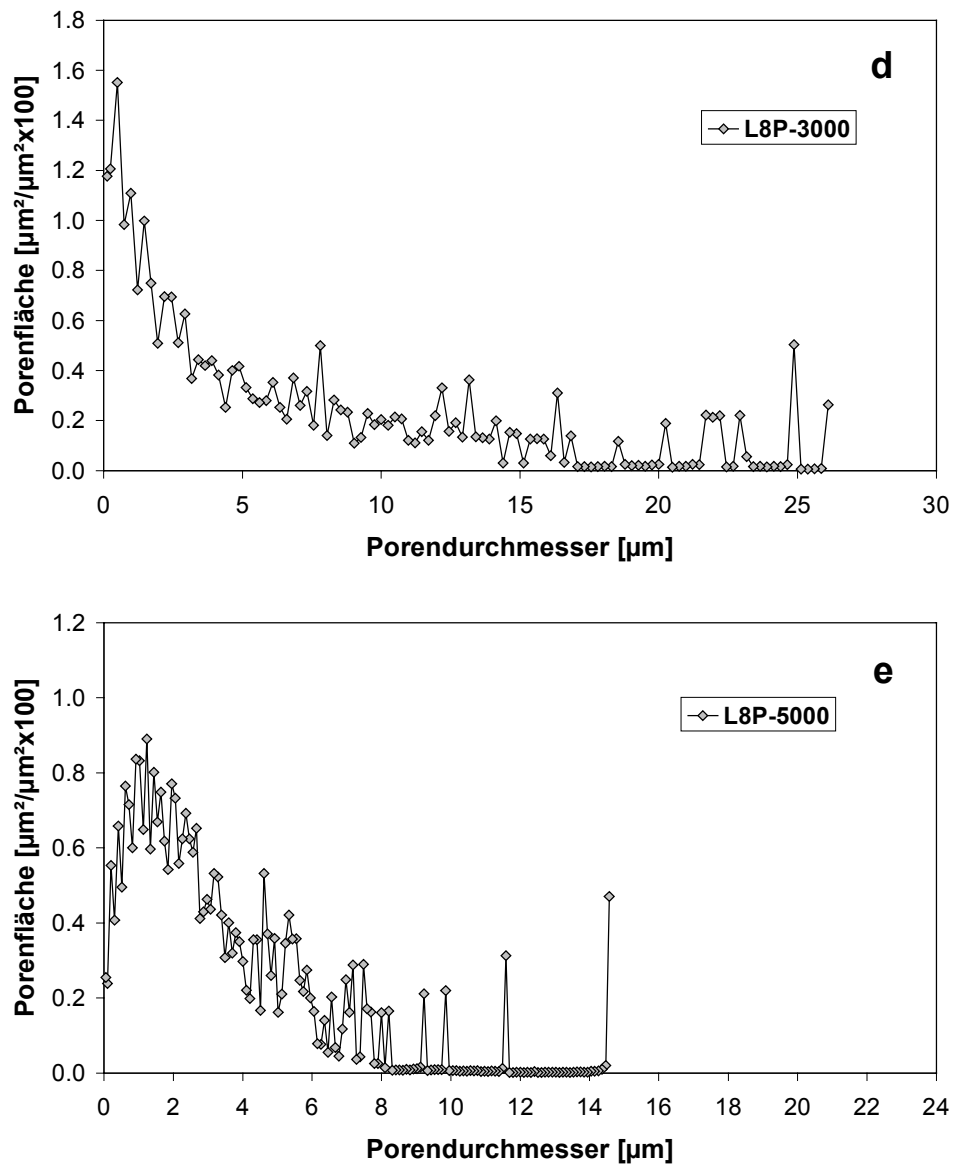 1.8
d
1.6
L8P-3000
1.4
1.2
1.0
0.8
0.6
0.4
0.2
0.0
Porenfläche [µm²/µm²x100]
0 5 10 15 20 25 30
Porendurchmesser [µm]
1.2
e
1.0
L8P-5000
0.8
0.6
0.4
0.2
0.0
Porenfläche [µm²/µm²x100]
0 2 4 6 8 10 12 14 16 18 20 22 24
Porendurchmesser [µm]